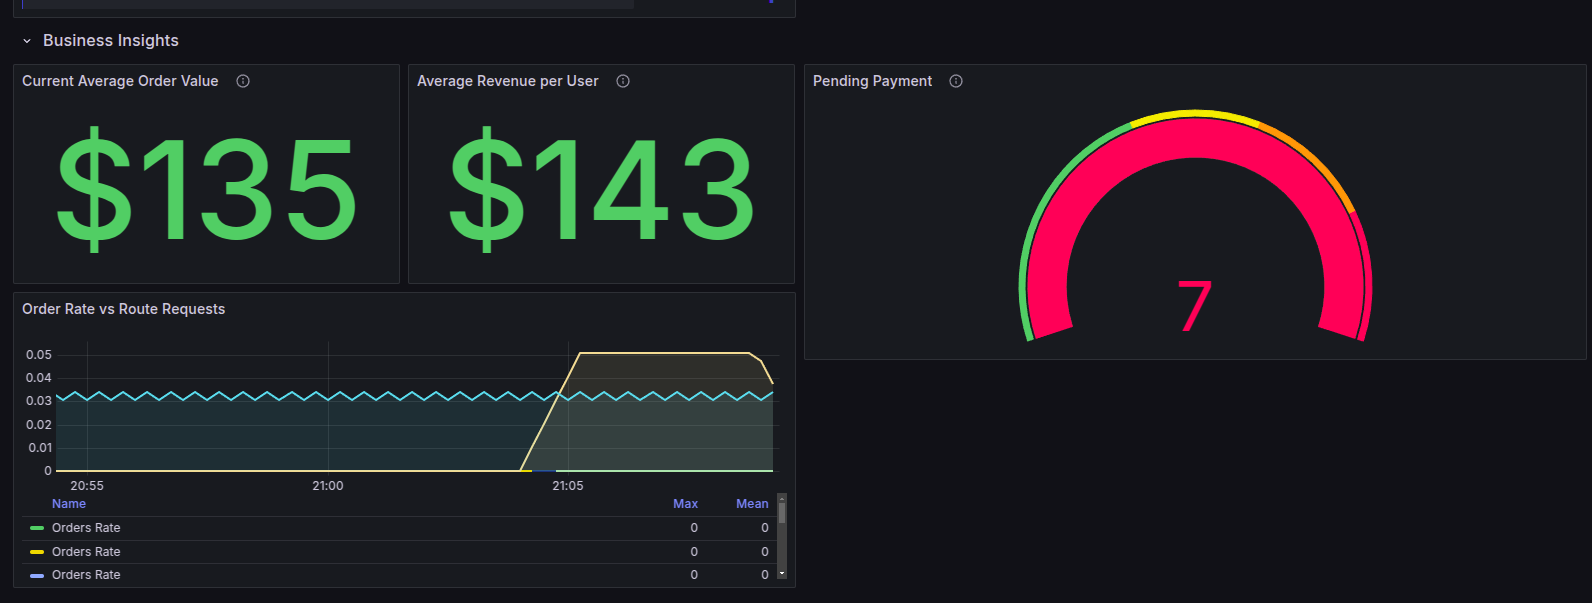 Business Insights
Current Average Order Value
Average Revenue per User
Pending Payment
$135
$143
7
Order Rate vs Route Requests
0.05
0.04
0.03
0.02
0.01
0
20:55 21:00 21:05
Name Max Mean
Orders Rate 0 0
Orders Rate 0 0
Orders Rate 0 0